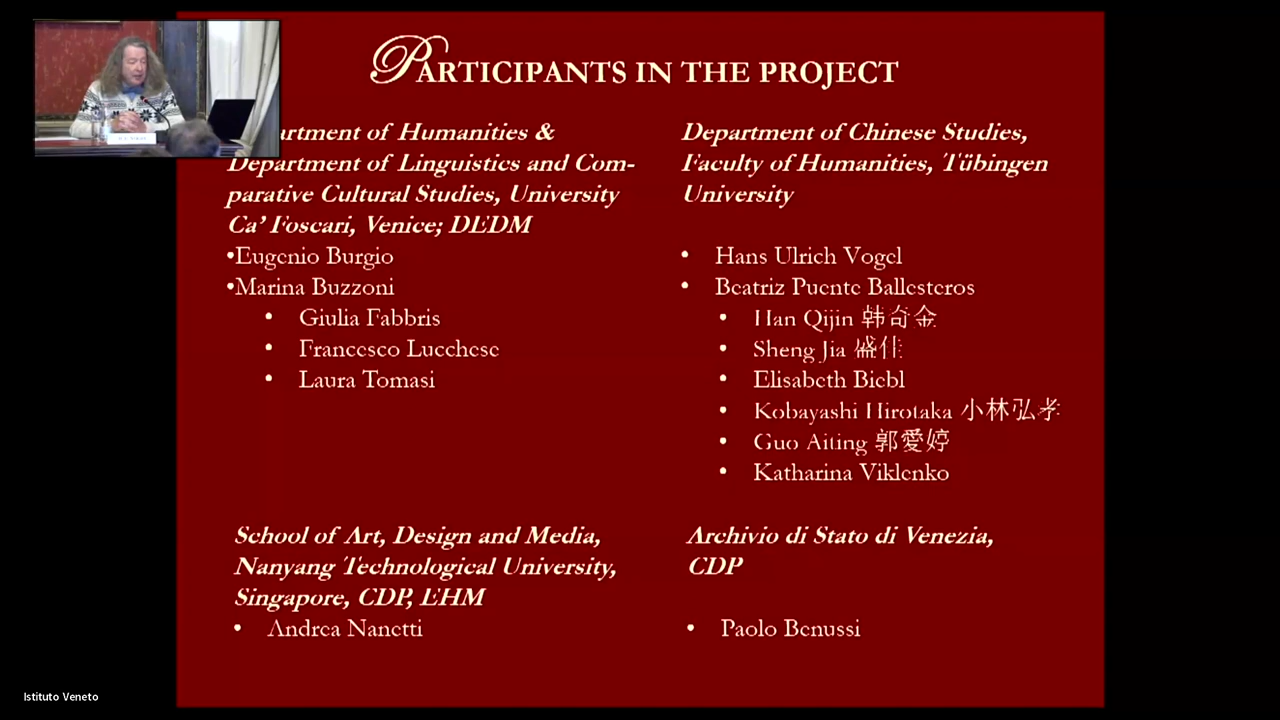 PARTICIPANTS IN THE PROJECT
artment of Humanities &
Department of Linguistics and Com-
parative Cultural Studies, University
Ca' Foscari, Venice; DEDM
•Eugenio Burgio
•Marina Buzzoni
• Giulia Fabbris
• Francesco Lucchese
• Laura Tomasi
Department of Chinese Studies,
Faculty of Humanities, Tübingen
University
• Hans Ulrich Vogel
• Beatriz Puente Ballesteros
• Han Qijin 韩奇金
• Sheng Jia 盛佳
• Elisabeth Biebl
• Kobayashi Hirotaka 小林弘孝
• Guo Aiting 郭愛婷
• Katharina Viklenko
School of Art, Design and Media,
Nanyang Technological University,
Singapore, CDP, EHM
• Andrea Nanetti
Archivio di Stato di Venezia,
CDP
• Paolo Benussi
Istituto Veneto